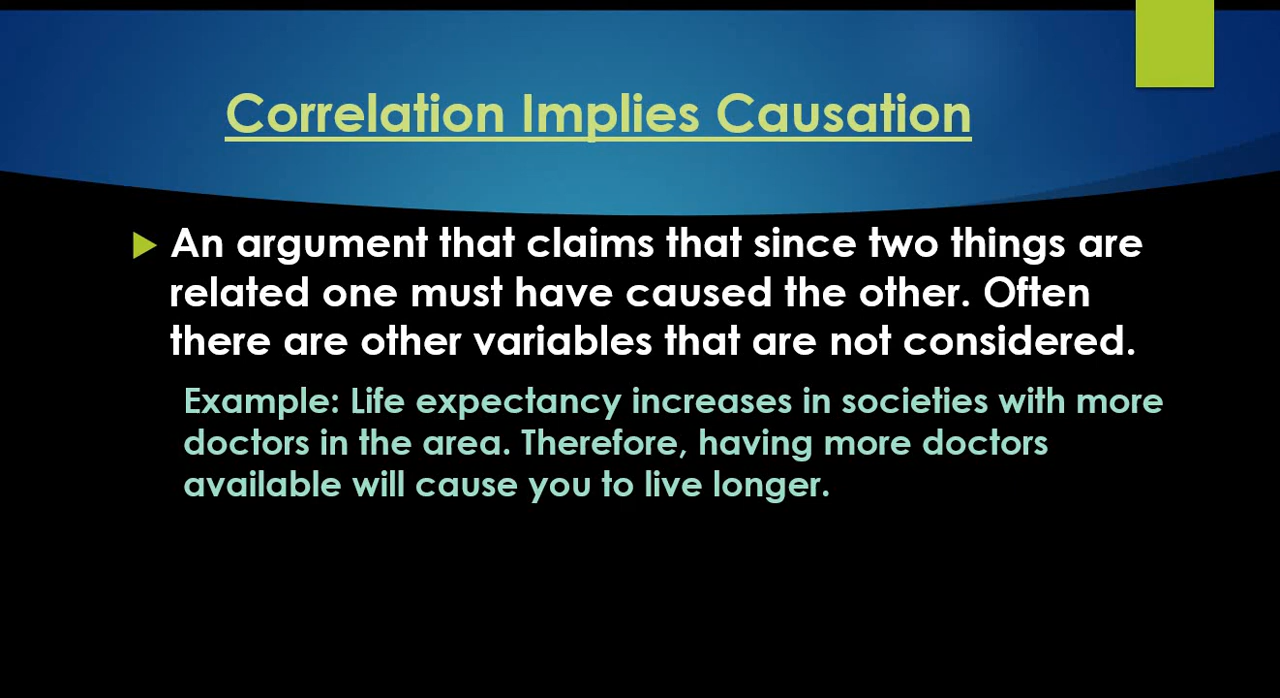 Correlation Implies Causation
An argument that claims that since two things are
related one must have caused the other. Often
there are other variables that are not considered.
Example: Life expectancy increases in societies with more
doctors in the area. Therefore, having more doctors
available will cause you to live longer.